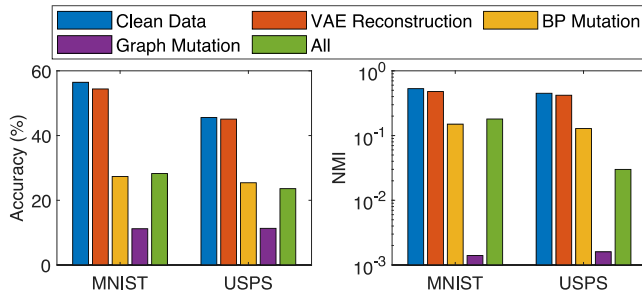 Clean Data VAE Reconstruction BP Mutation
Graph Mutation All
60
40
20
0
Accuracy (%)
MNIST USPS
10^0
10^-1
10^-2
10^-3
NMI
MNIST USPS